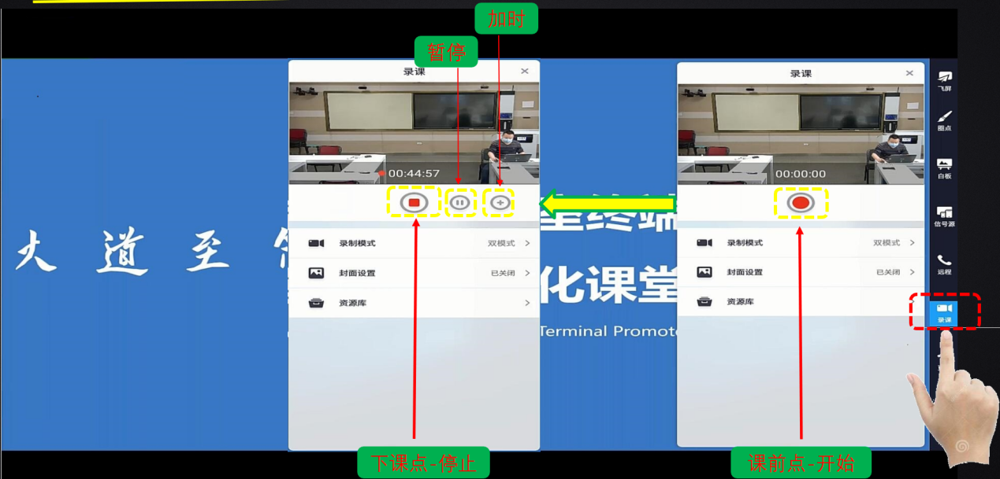 加时
暂停
录课
录课
飞屏
圈点
00:44:57
00:00:00
白板
信号源
大道至
至终端
录制模式
双模式
录制模式
双模式
远程
封面设置
已关闭
封面设置
已关闭
化课堂
资源库
资源库
录课
Terminal Promot
下课点-停止
课前点-开始